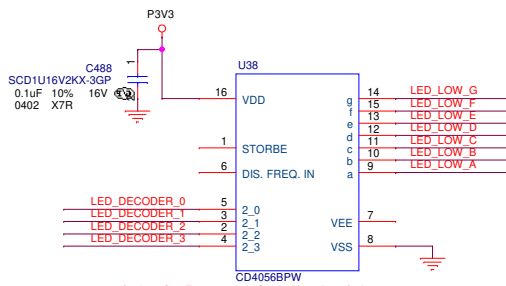 P3V3
C488
SCD1U16V2KX-3GP
0.1uF 10% 16V
0402 X7R
1
U38
16 VDD
1 STORBE
6 DIS. FREQ. IN
LED_DECODER_0 5 2_0
LED_DECODER_1 3 2_1
LED_DECODER_2 2 2_2
LED_DECODER_3 4 2_3
g 14 LED_LOW_G
f 15 LED_LOW_F
e 13 LED_LOW_E
d 12 LED_LOW_D
c 11 LED_LOW_C
b 10 LED_LOW_B
a 9 LED_LOW_A
VEE 7
VSS 8
CD4056BPW